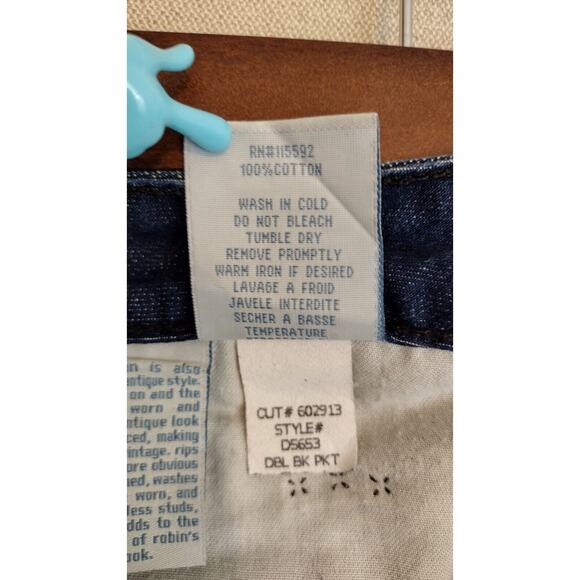 RN#115592
100%COTTON
WASH IN COLD
DO NOT BLEACH
TUMBLE DRY
REMOVE PROMPTLY
WARM IRON IF DESIRED
LAVAGE A FROID
JAVELE INTERDITE
SECHER A BASSE
TEMPERATURE
is also
antique style.
on and the
worn and
ntique look
ced, making
intage. rips
ore obvious
ned, washes
worn, and
less studs,
dds to the
of robin's
ook.
CUT# 602913
STYLE#
D5653
DBL BK PKT